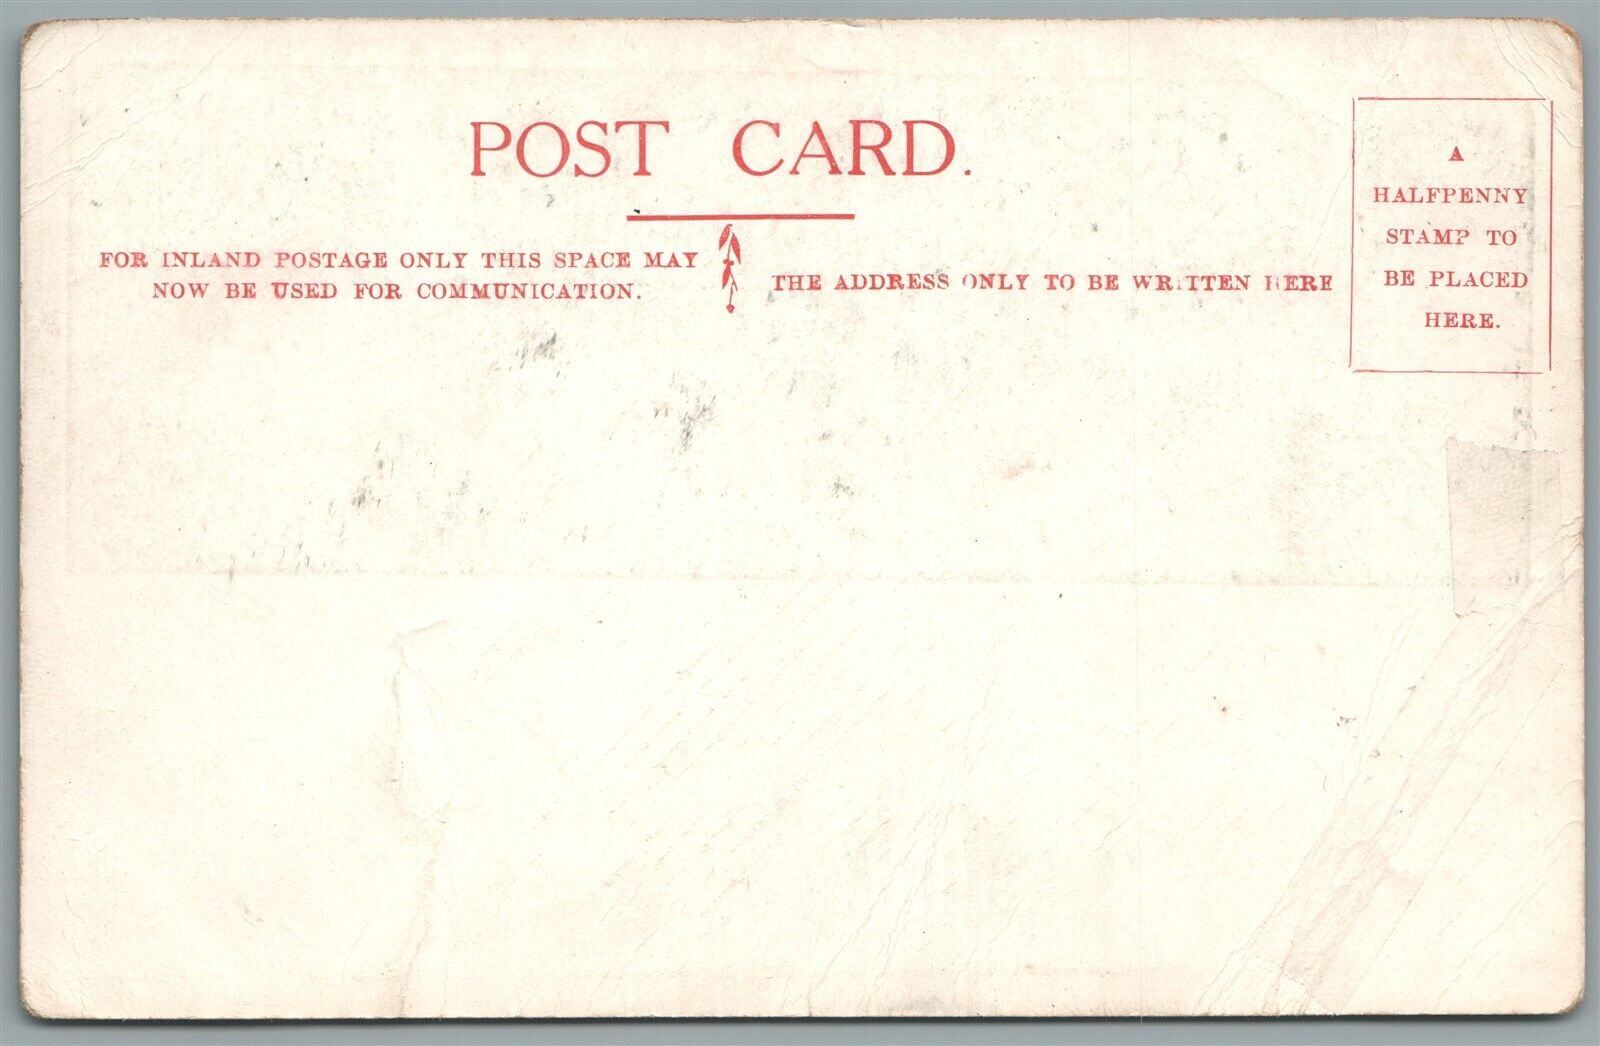 POST CARD.
FOR INLAND POSTAGE ONLY THIS SPACE MAY
NOW BE USED FOR COMMUNICATION.
THE ADDRESS ONLY TO BE WRITTEN HERE
A
HALFPENNY
STAMP TO
BE PLACED
HERE.